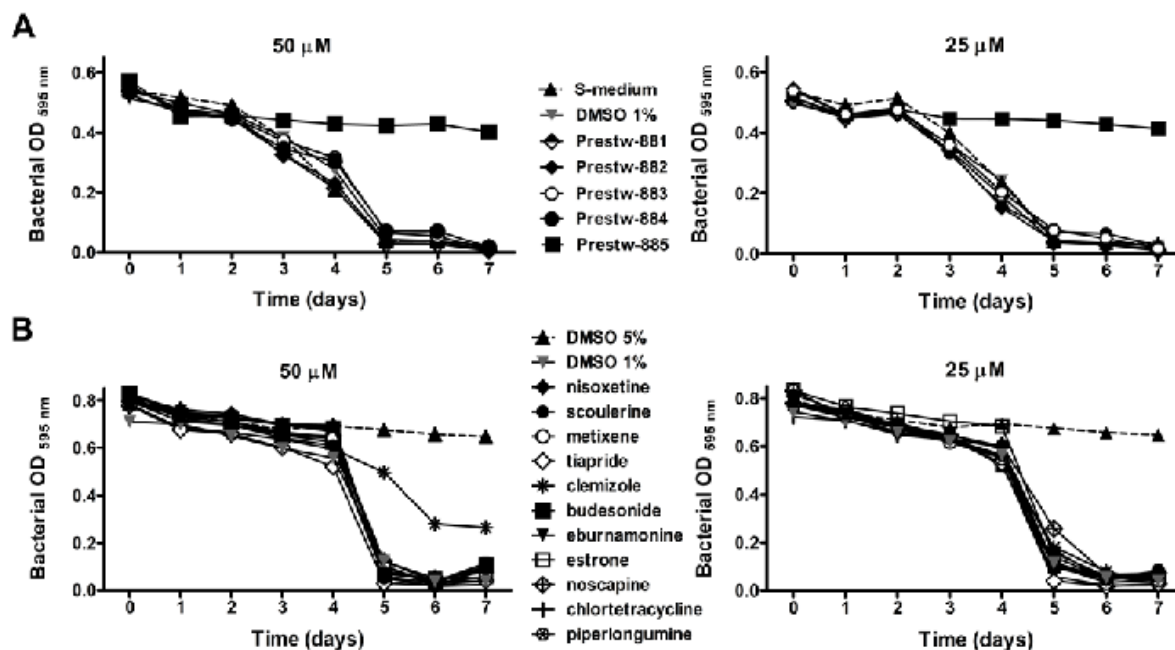 A
50 μM
Bacterial OD 595 nm
0.6
0.4
0.2
0.0
0 1 2 3 4 5 6 7
Time (days)
S-medium
DMSO 1%
Prestw-881
Prestw-882
Prestw-883
Prestw-884
Prestw-885
25 μM
Bacterial OD 595 nm
0.6
0.4
0.2
0.0
0 1 2 3 4 5 6 7
Time (days)
B
50 μM
Bacterial OD 595 nm
0.8
0.6
0.4
0.2
0.0
0 1 2 3 4 5 6 7
Time (days)
DMSO 5%
DMSO 1%
nisoxetine
scoulerine
metixene
tiapride
clemizole
budesonide
eburnamonine
estrone
noscapine
chlortetracycline
piperlongumine
25 μM
Bacterial OD 595 nm
0.8
0.6
0.4
0.2
0.0
0 1 2 3 4 5 6 7
Time (days)